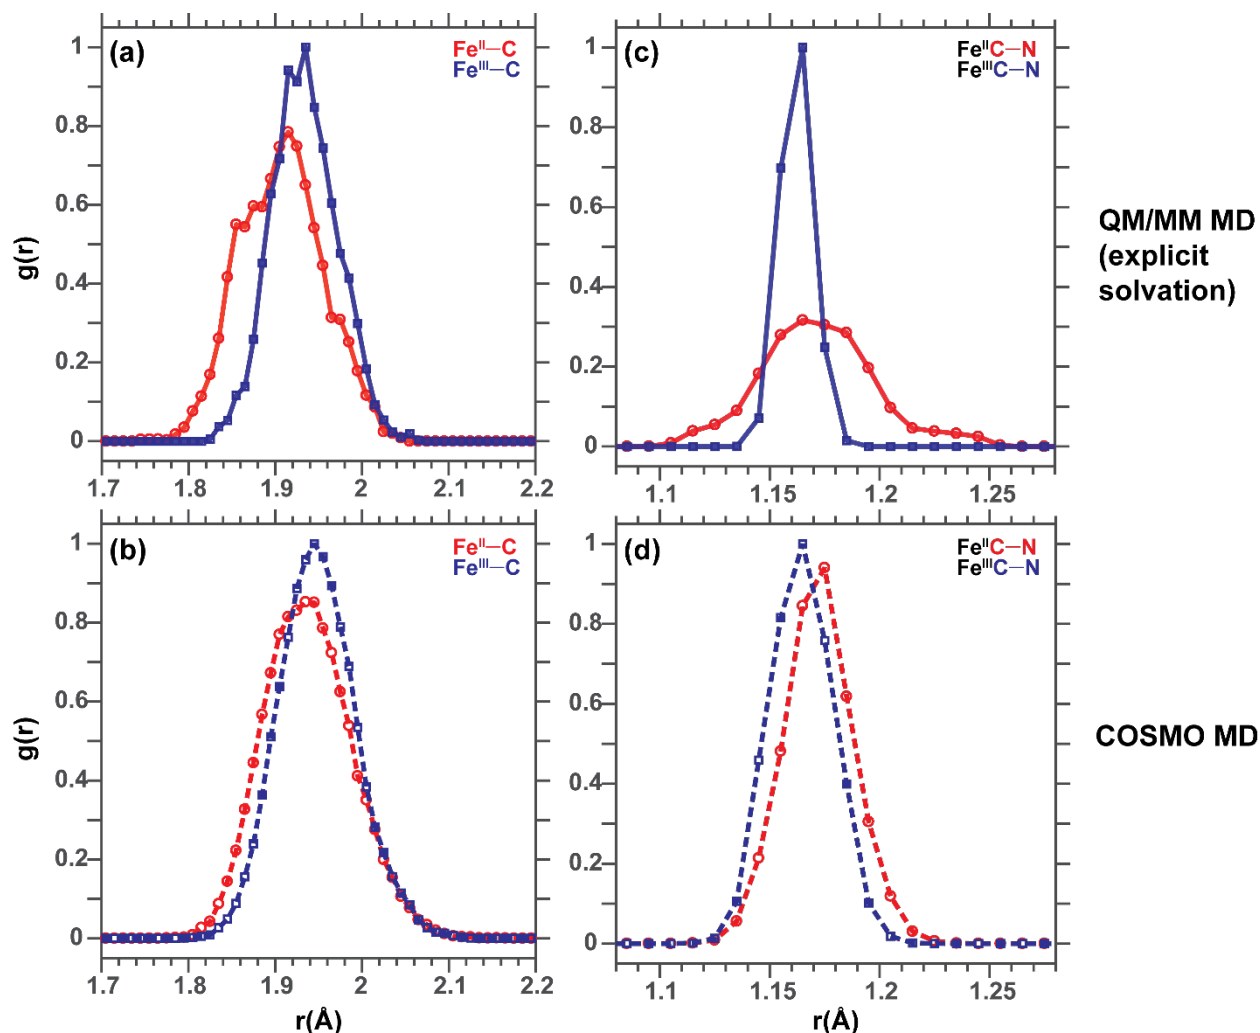 (a)
Feᴵᴵ—C
Feᴵᴵᴵ—C
g(r)
1
0.8
0.6
0.4
0.2
0
1.7
1.8
1.9
2
2.1
2.2
(c)
FeᴵᴵC—N
FeᴵᴵᴵC—N
1
0.8
0.6
0.4
0.2
0
1.1
1.15
1.2
1.25
QM/MM MD
(explicit
solvation)
(b)
Feᴵᴵ—C
Feᴵᴵᴵ—C
g(r)
1
0.8
0.6
0.4
0.2
0
1.7
1.8
1.9
2
2.1
2.2
r(Å)
(d)
FeᴵᴵC—N
FeᴵᴵᴵC—N
1
0.8
0.6
0.4
0.2
0
1.1
1.15
1.2
1.25
r(Å)
COSMO MD